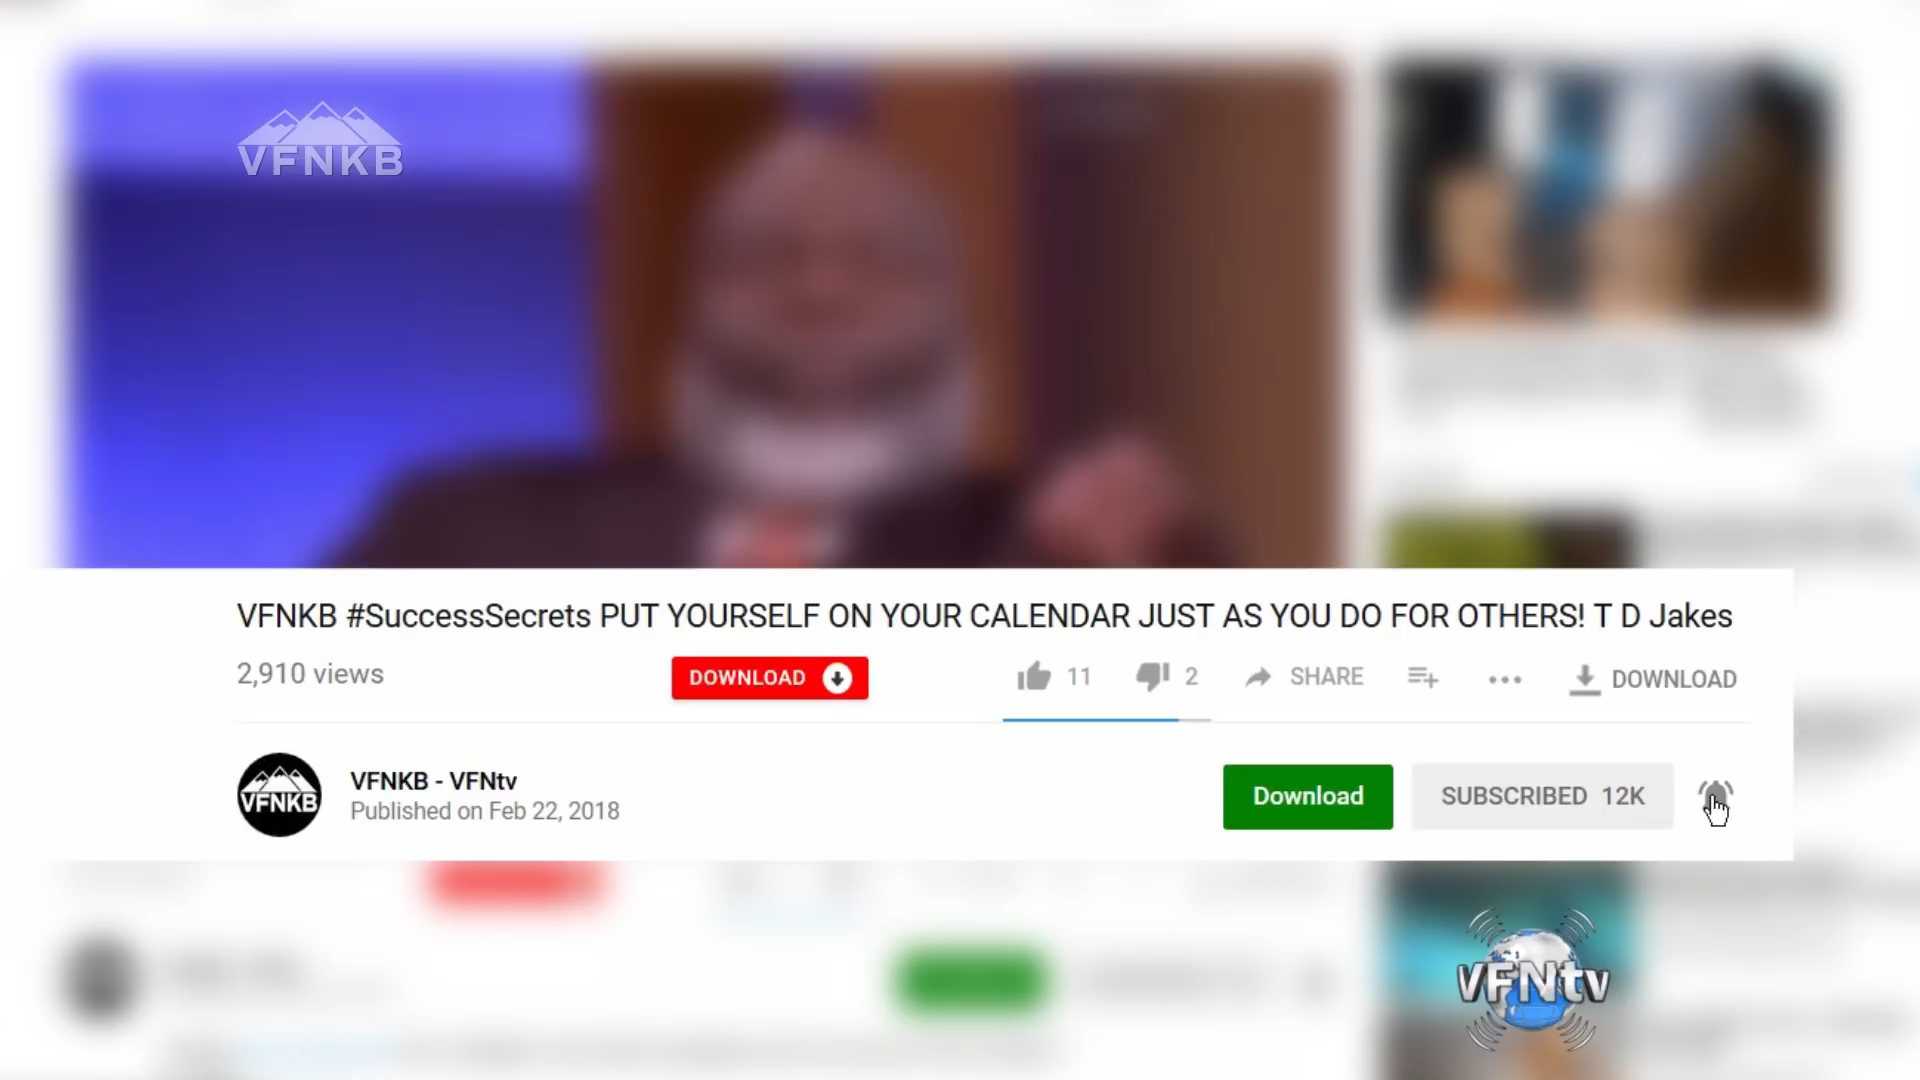 VFNKB
VFNKB #SuccessSecrets PUT YOURSELF ON YOUR CALENDAR JUST AS YOU DO FOR OTHERS! T D Jakes
2,910 views
DOWNLOAD
11
2
SHARE
DOWNLOAD
VFNKB
VFNKB - VFNtv
Published on Feb 22, 2018
Download
SUBSCRIBED 12K
VFNtv